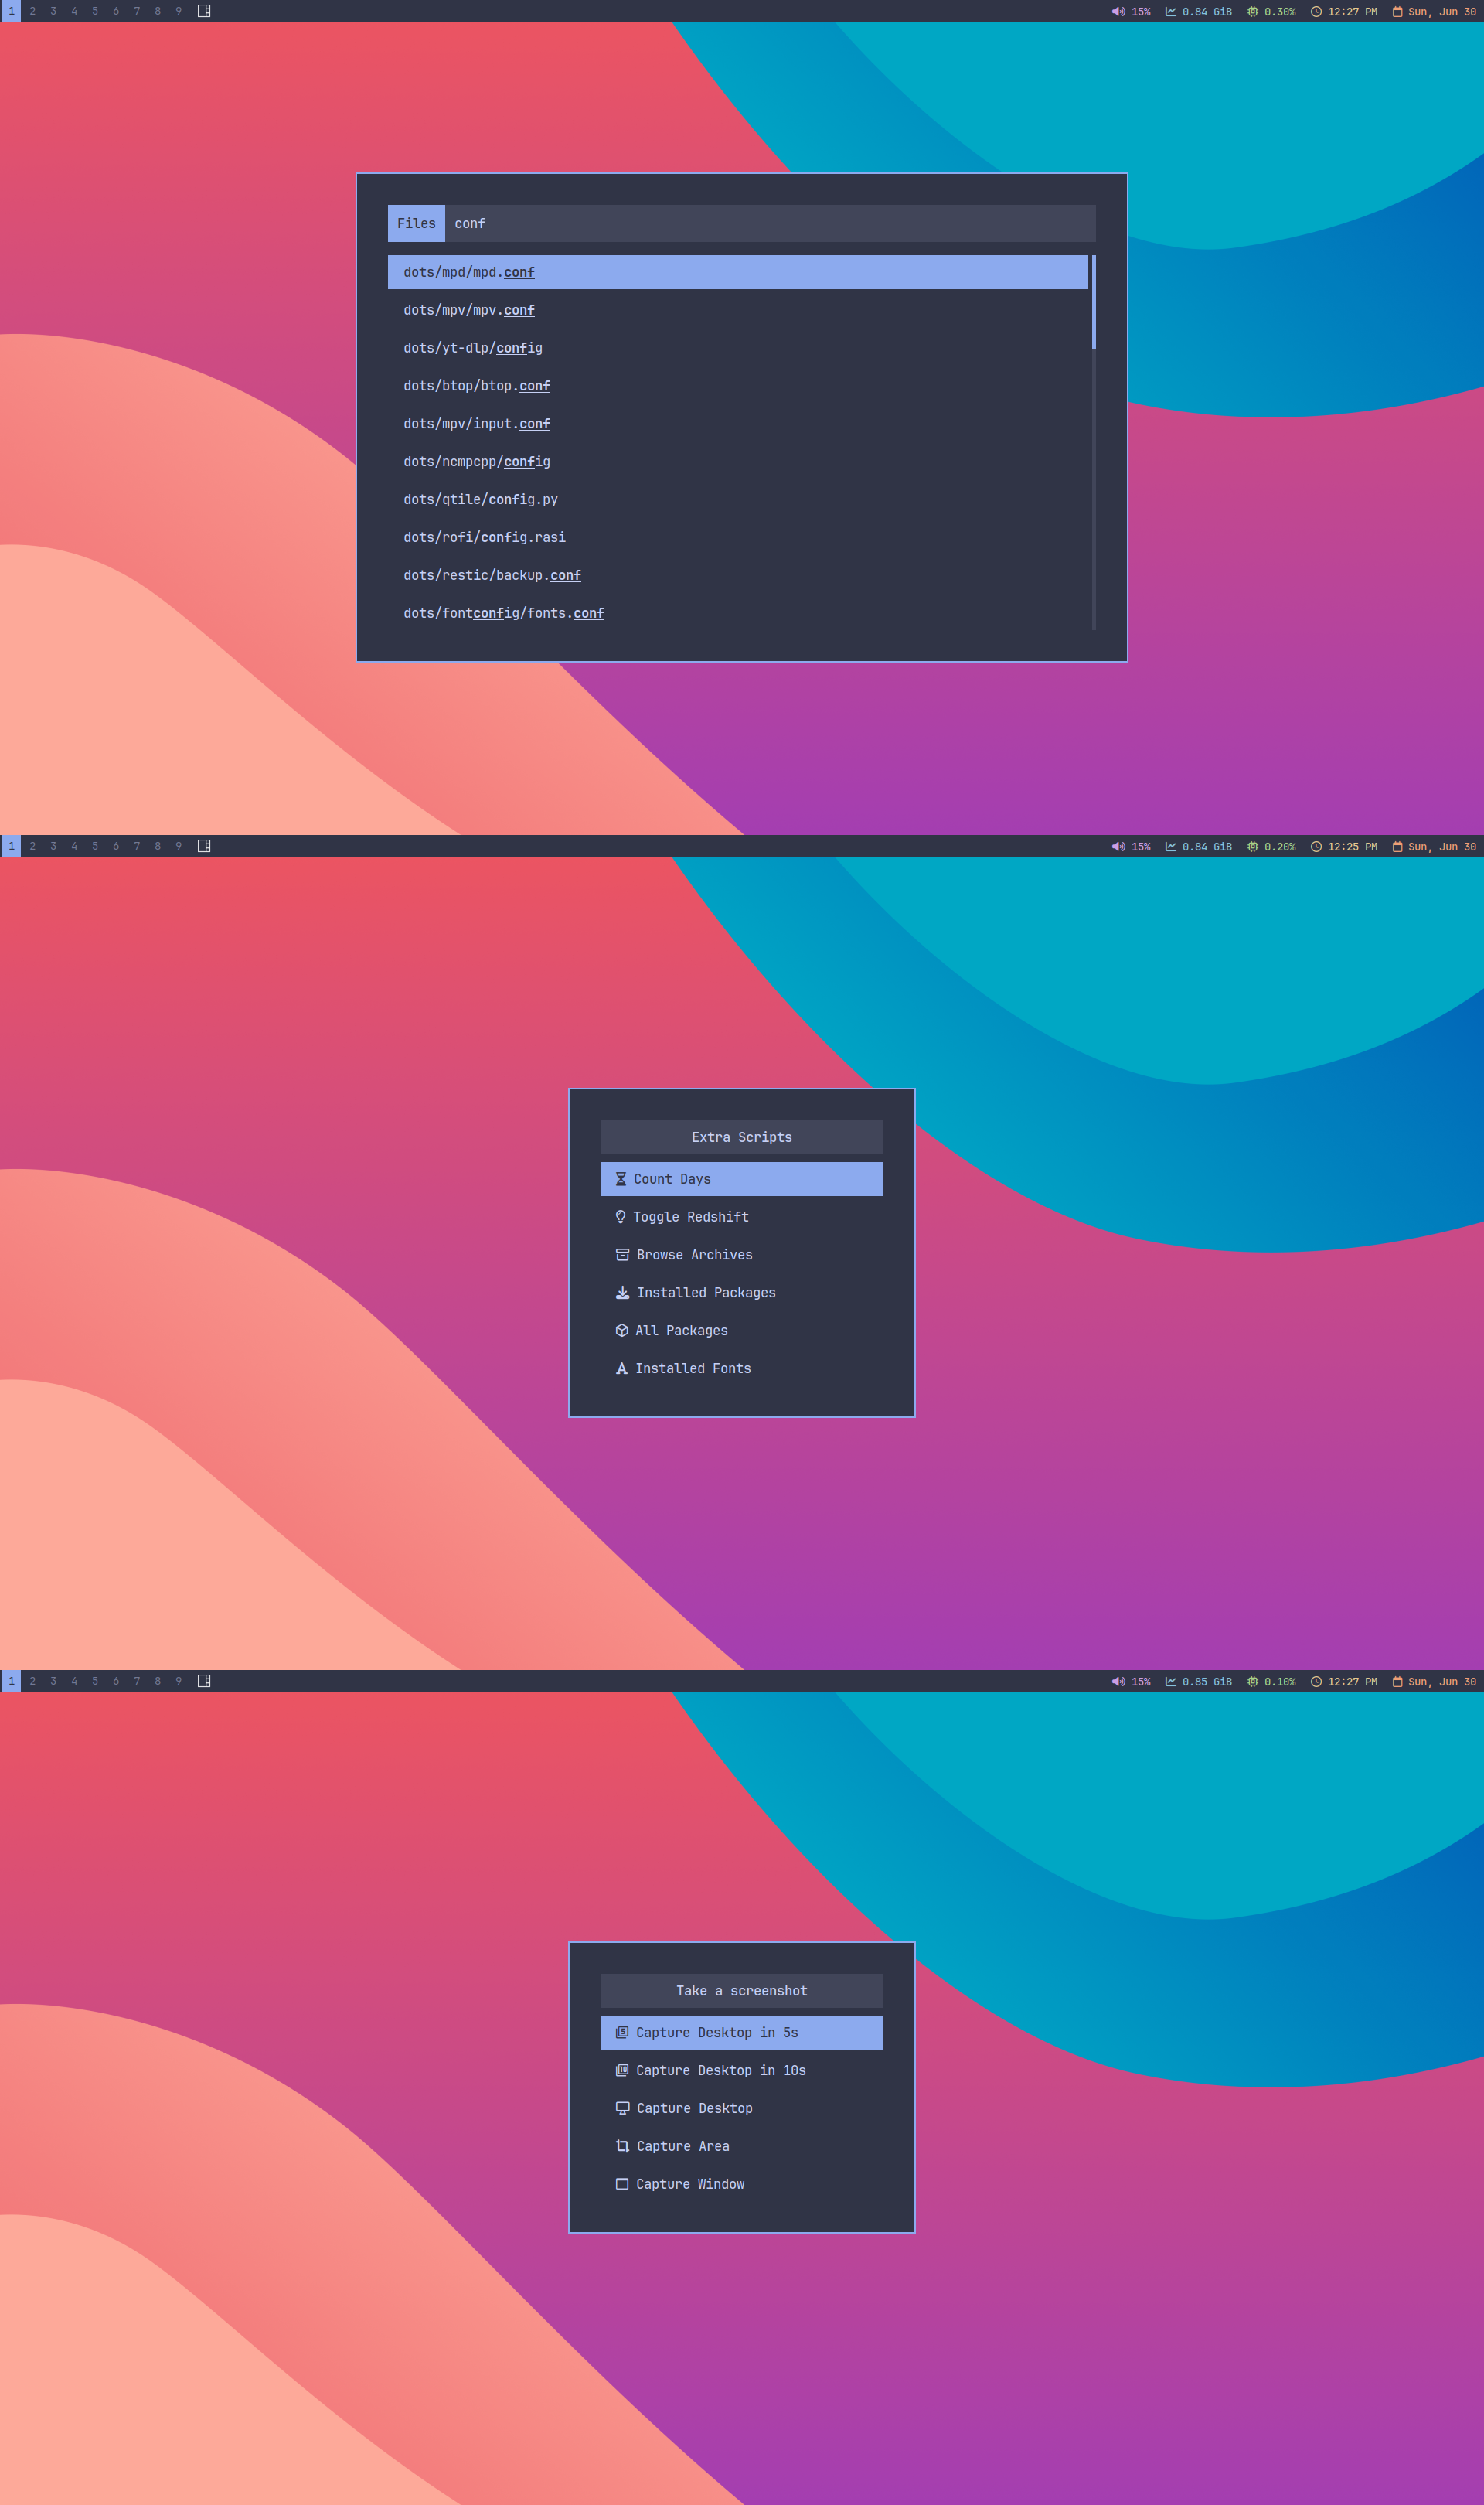 1 2 3 4 5 6 7 8 9 15% 0.84 GiB 0.30% 12:27 PM Sun, Jun 30
Files conf
dots/mpd/mpd.conf
dots/mpv/mpv.conf
dots/yt-dlp/config
dots/btop/btop.conf
dots/mpv/input.conf
dots/ncmpcpp/config
dots/qtile/config.py
dots/rofi/config.rasi
dots/restic/backup.conf
dots/fontconfig/fonts.conf
1 2 3 4 5 6 7 8 9 15% 0.84 GiB 0.20% 12:25 PM Sun, Jun 30
Extra Scripts
Count Days
Toggle Redshift
Browse Archives
Installed Packages
All Packages
Installed Fonts
1 2 3 4 5 6 7 8 9 15% 0.85 GiB 0.10% 12:27 PM Sun, Jun 30
Take a screenshot
5 Capture Desktop in 5s
10 Capture Desktop in 10s
Capture Desktop
Capture Area
Capture Window